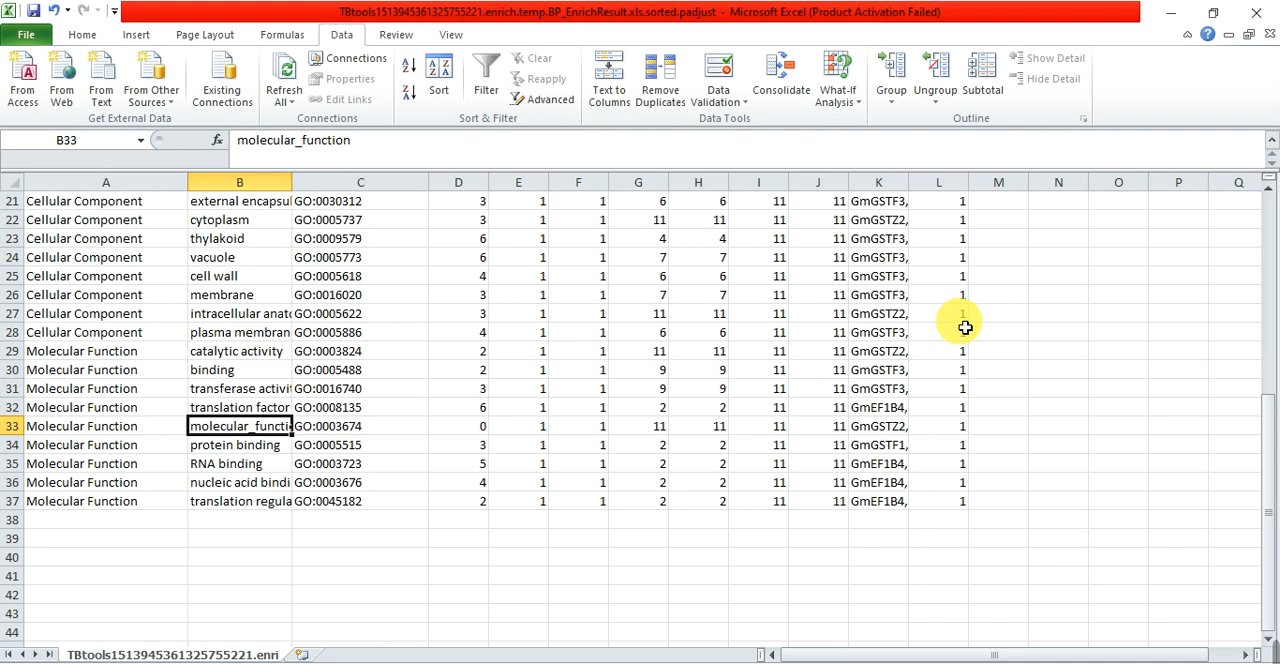 TBtools1513945361325755221.enrich.temp.BP_EnrichResult.xls.sorted.padjust - Microsoft Excel (Product Activation Failed)
File Home Insert Page Layout Formulas Data Review View
From Access From Web From Text From Other Sources Existing Connections Refresh All Connections Properties Edit Links Sort Filter Clear Reapply Advanced Text to Columns Remove Duplicates Data Validation Consolidate What-If Analysis Group Ungroup Subtotal Show Detail Hide Detail
Get External Data Connections Sort & Filter Data Tools Outline
B33 fx molecular_function
A B C D E F G H I J K L M N O P Q
21 Cellular Component external encapsul GO:0030312 3 1 1 6 6 11 11 GmGSTF3, 1
22 Cellular Component cytoplasm GO:0005737 3 1 1 11 11 11 11 GmGSTZ2, 1
23 Cellular Component thylakoid GO:0009579 6 1 1 4 4 11 11 GmGSTF3, 1
24 Cellular Component vacuole GO:0005773 6 1 1 7 7 11 11 GmGSTF3, 1
25 Cellular Component cell wall GO:0005618 4 1 1 6 6 11 11 GmGSTF3, 1
26 Cellular Component membrane GO:0016020 3 1 1 7 7 11 11 GmGSTF3, 1
27 Cellular Component intracellular anato GO:0005622 3 1 1 11 11 11 11 GmGSTZ2, 1
28 Cellular Component plasma membran GO:0005886 4 1 1 6 6 11 11 GmGSTF3,
29 Molecular Function catalytic activity GO:0003824 2 1 1 11 11 11 11 GmGSTZ2, 1
30 Molecular Function binding GO:0005488 2 1 1 9 9 11 11 GmGSTF3, 1
31 Molecular Function transferase activit GO:0016740 3 1 1 9 9 11 11 GmGSTF3, 1
32 Molecular Function translation factor GO:0008135 6 1 1 2 2 11 11 GmEF1B4, 1
33 Molecular Function molecular_functi GO:0003674 0 1 1 11 11 11 11 GmGSTZ2, 1
34 Molecular Function protein binding GO:0005515 3 1 1 2 2 11 11 GmGSTF1, 1
35 Molecular Function RNA binding GO:0003723 5 1 1 2 2 11 11 GmEF1B4, 1
36 Molecular Function nucleic acid bindi GO:0003676 4 1 1 2 2 11 11 GmEF1B4, 1
37 Molecular Function translation regula GO:0045182 2 1 1 2 2 11 11 GmEF1B4, 1
38
39
40
41
42
43
44
TBtools1513945361325755221.enri